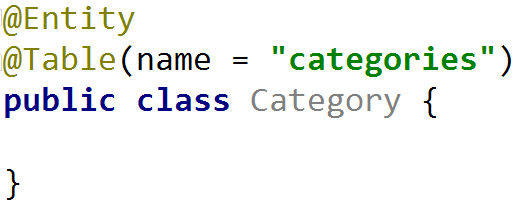 @Entity
@Table(name = "categories")
public class Category {
}